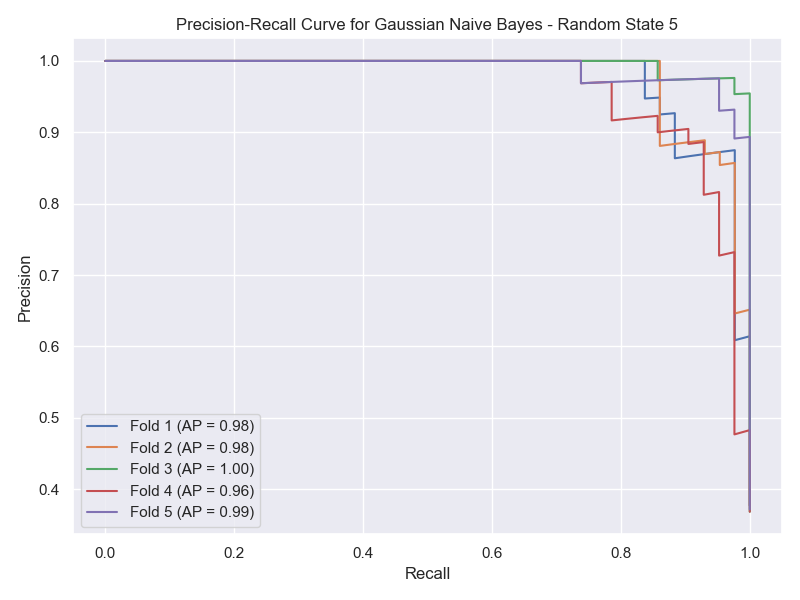 Precision-Recall Curve for Gaussian Naive Bayes - Random State 5
1.0
0.9
0.8
0.7
0.6
0.5
0.4
Precision
Fold 1 (AP = 0.98)
Fold 2 (AP = 0.98)
Fold 3 (AP = 1.00)
Fold 4 (AP = 0.96)
Fold 5 (AP = 0.99)
0.0 0.2 0.4 0.6 0.8 1.0
Recall